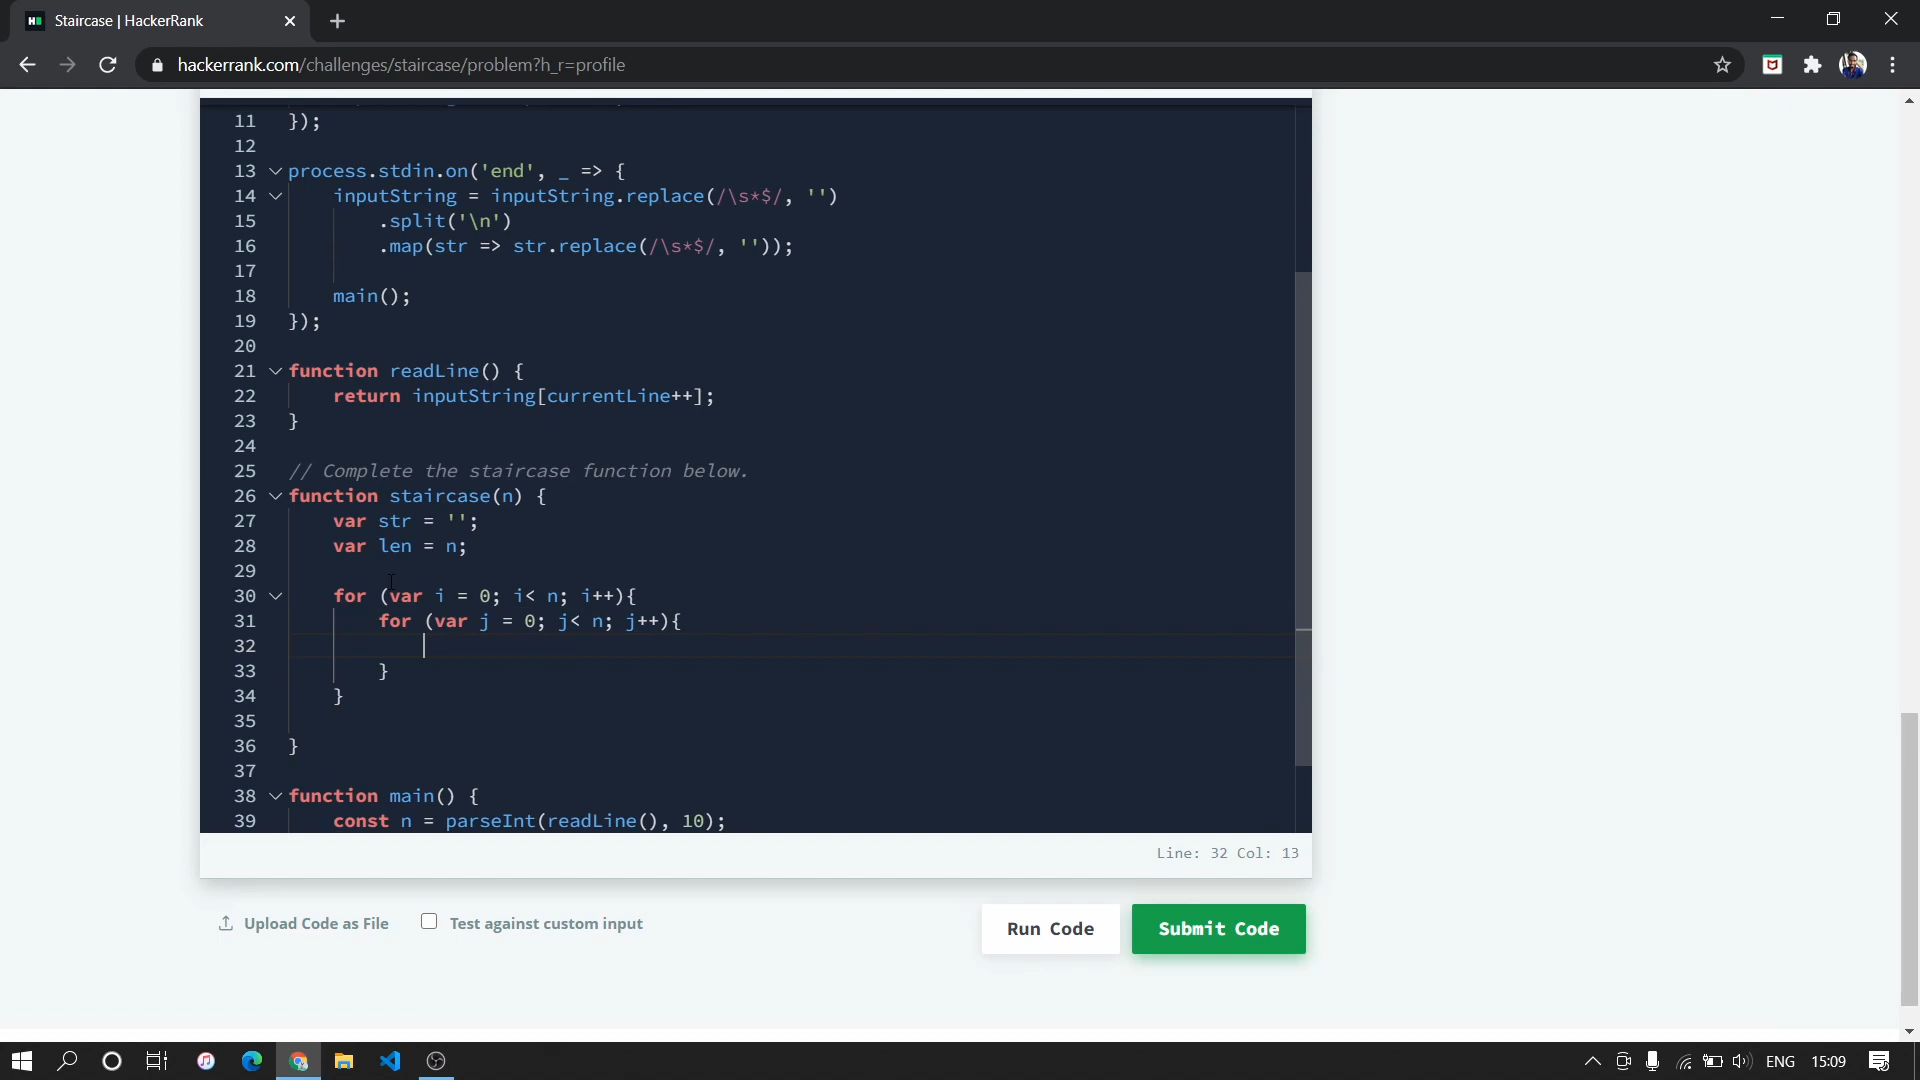 Staircase | HackerRank
hackerrank.com/challenges/staircase/problem?h_r=profile
11 });
12
13 process.stdin.on('end', _ => {
14 inputString = inputString.replace(/\s*$/, '')
15 .split('\n')
16 .map(str => str.replace(/\s*$/, ''));
17
18 main();
19 });
20
21 function readLine() {
22 return inputString[currentLine++];
23 }
24
25 // Complete the staircase function below.
26 function staircase(n) {
27 var str = '';
28 var len = n;
29
30 for (var i = 0; i< n; i++){
31 for (var j = 0; j< n; j++){
32
33 }
34 }
35
36 }
37
38 function main() {
39 const n = parseInt(readLine(), 10);
Line: 32 Col: 13
Upload Code as File Test against custom input Run Code Submit Code
ENG 15:09